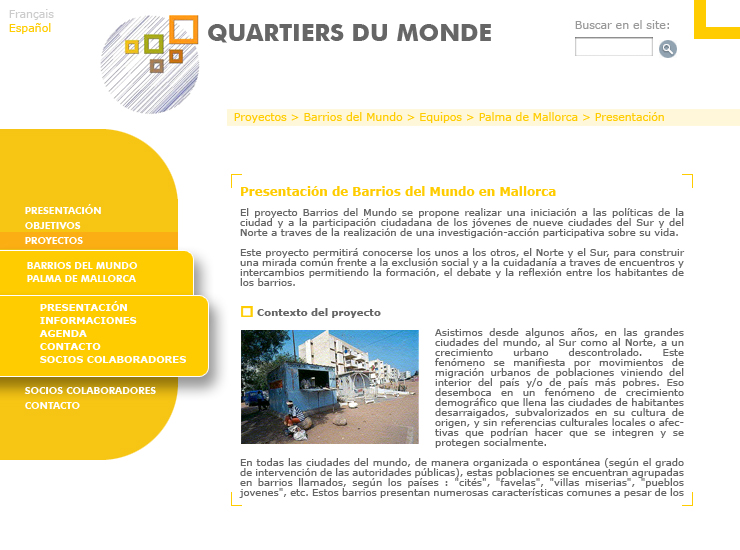 Français
Español
QUARTIERS DU MONDE
Buscar en el site:
Proyectos > Barrios del Mundo > Equipos > Palma de Mallorca > Presentación
PRESENTACIÓN
OBJETIVOS
PROYECTOS
BARRIOS DEL MUNDO
PALMA DE MALLORCA
PRESENTACIÓN
INFORMACIONES
AGENDA
CONTACTO
SOCIOS COLABORADORES
SOCIOS COLABORADORES
CONTACTO
Presentación de Barrios del Mundo en Mallorca
El proyecto Barrios del Mundo se propone realizar una iniciación a las políticas de la
ciudad y a la participación ciudadana de los jóvenes de nueve ciudades del Sur y del
Norte a traves de la realización de una investigación-acción participativa sobre su vida.
Este proyecto permitirá conocerse los unos a los otros, el Norte y el Sur, para construir
una mirada común frente a la exclusión social y a la cuidadanía a traves de encuentros y
intercambios permitiendo la formación, el debate y la reflexión entre los habitantes de
los barrios.
Contexto del proyecto
Asistimos desde algunos años, en las grandes
ciudades del mundo, al Sur como al Norte, a un
crecimiento urbano descontrolado. Este
fenómeno se manifiesta por movimientos de
migración urbanos de poblaciones viniendo del
interior del país y/o de país más pobres. Eso
desemboca en un fenómeno de crecimiento
demográfico que llena las ciudades de habitantes
desarraigados, subvalorizados en su cultura de
origen, y sin referencias culturales locales o afec-
tivas que podrían hacer que se integren y se
protegen socialmente.
En todas las ciudades del mundo, de manera organizada o espontánea (según el grado
de intervención de las autoridades públicas), estas poblaciones se encuentran agrupadas
en barrios llamados, según los países : "cités", "favelas", "villas miserias", "pueblos
jovenes", etc. Estos barrios presentan numerosas características comunes a pesar de los